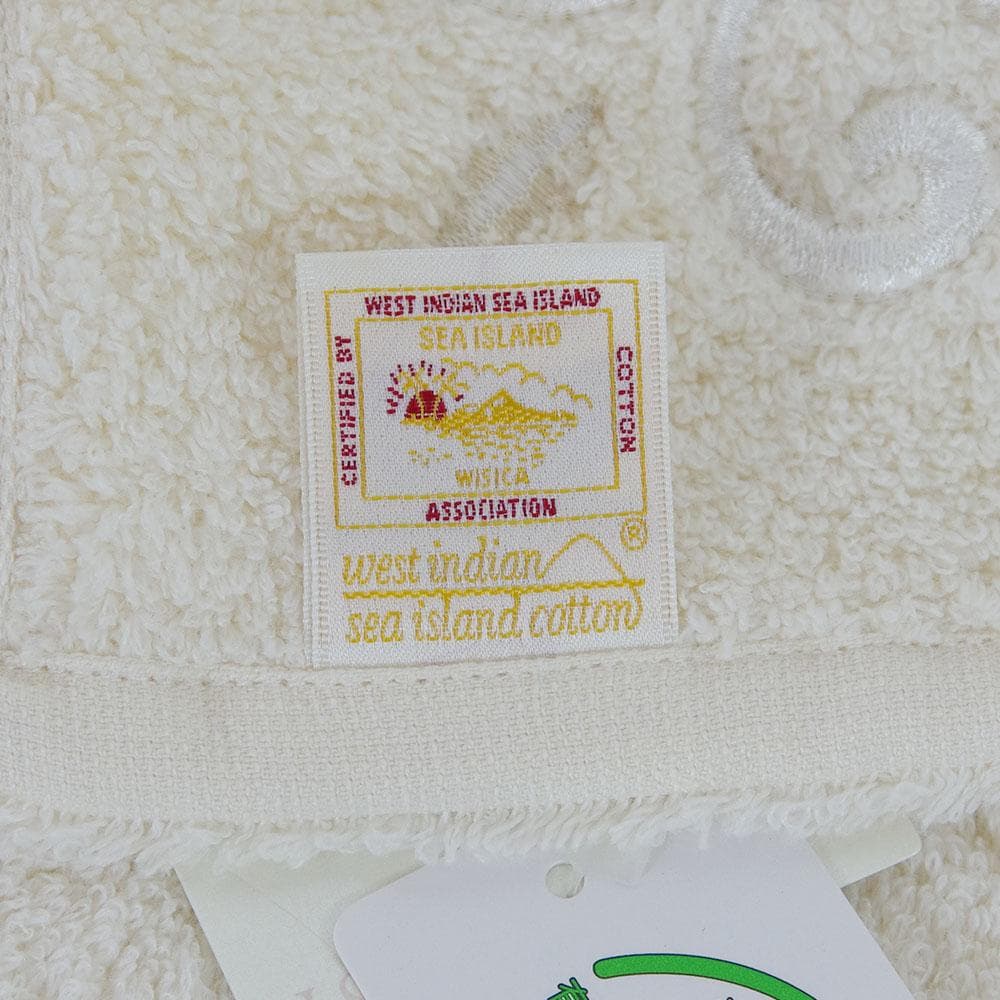 WEST INDIAN SEA ISLAND
CERTIFIED BY
SEA ISLAND
COTTON
WISICA
ASSOCIATION
®
west indian
sea island cotton